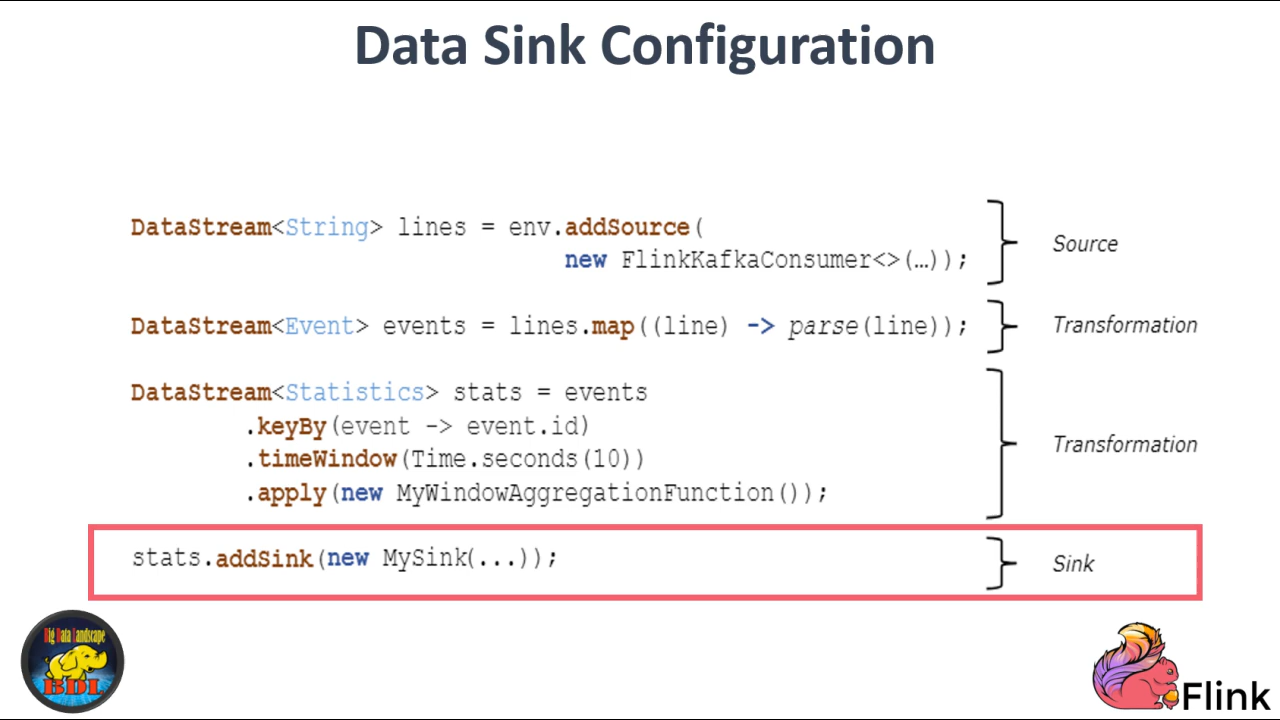 Data Sink Configuration
DataStream<String> lines = env.addSource(
new FlinkKafkaConsumer<>(…));
Source
DataStream<Event> events = lines.map((line) -> parse(line));
Transformation
DataStream<Statistics> stats = events
.keyBy(event -> event.id)
.timeWindow(Time.seconds(10))
.apply(new MyWindowAggregationFunction());
Transformation
stats.addSink(new MySink(...));
Sink
Big Data Landscape
BDL
Flink